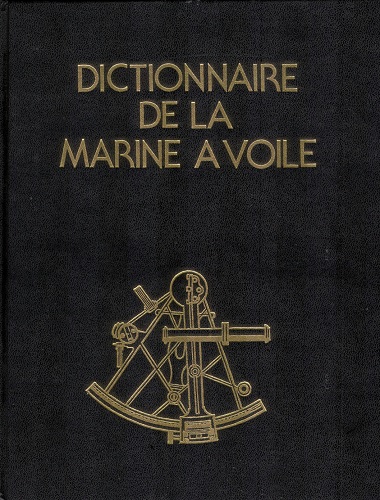 DICTIONNAIRE
DE LA
MARINE A VOILE